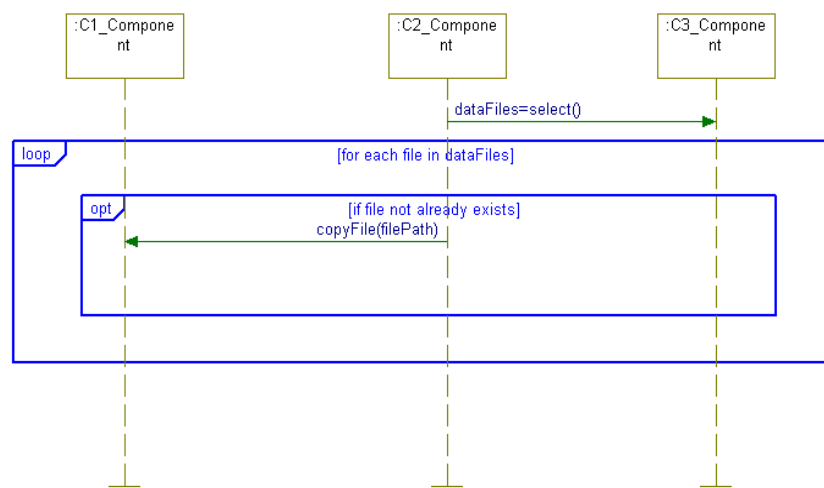 :C1_Compone
nt
:C2_Compone
nt
:C3_Compone
nt
dataFiles=select()
loop
[for each file in dataFiles]
opt
[if file not already exists]
copyFile(filePath)